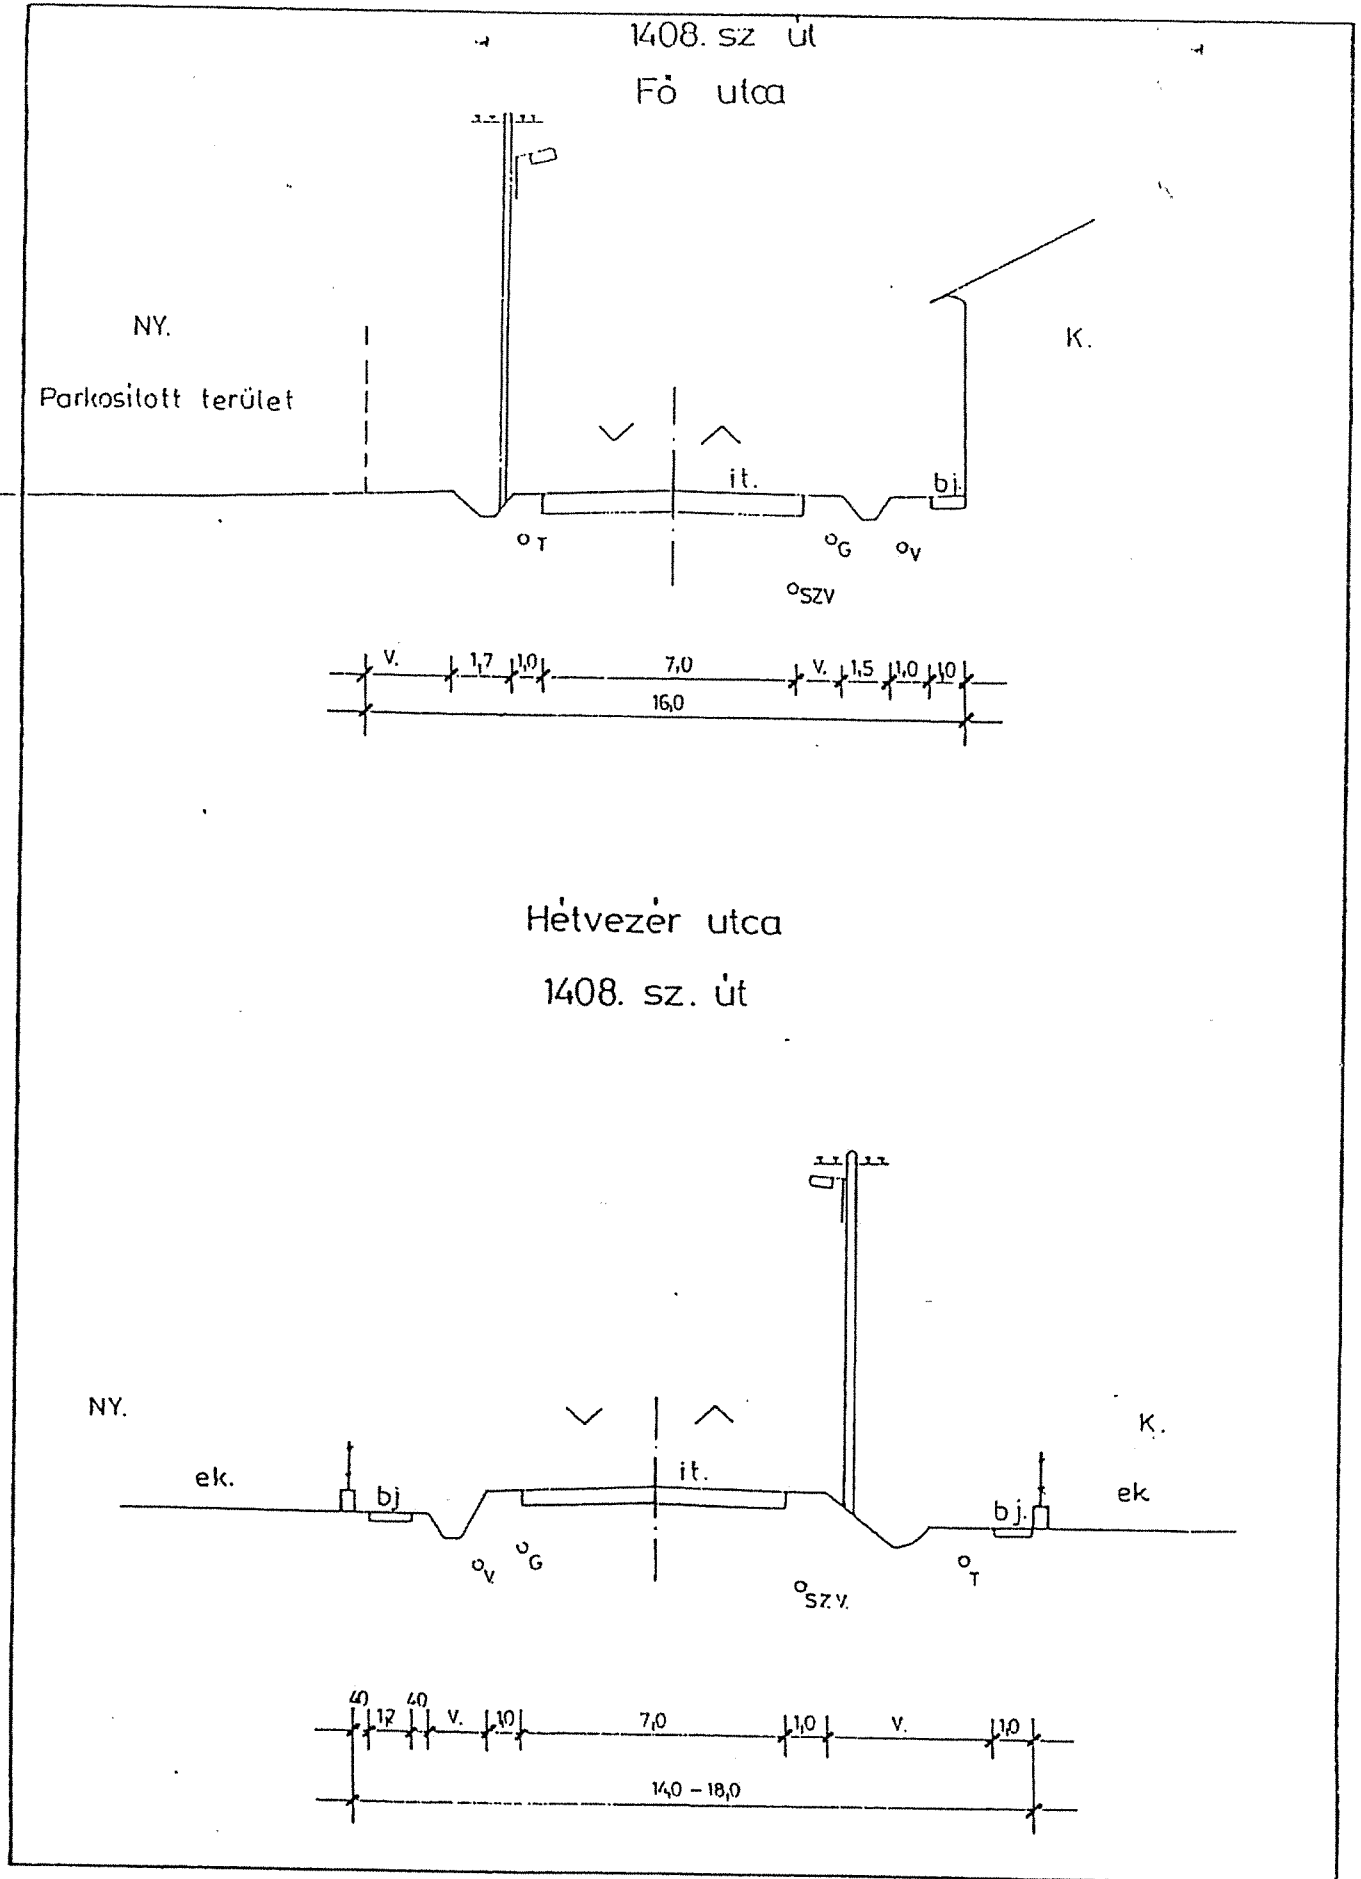 1408. sz út
Fő utca
NY.
K.
Parkosított terület
it.
bj.
T
G
V
SZV
V. 1,7 1,0 7,0 V. 1,5 1,0 1,0
16,0
Hétvezér utca
1408. sz. út
NY.
K.
ek.
bj
it.
bj.
ek
V.
G
T
SZ.V.
40 1,2 40 V. 1,0 7,0 1,0 V. 1,0
14,0 - 18,0